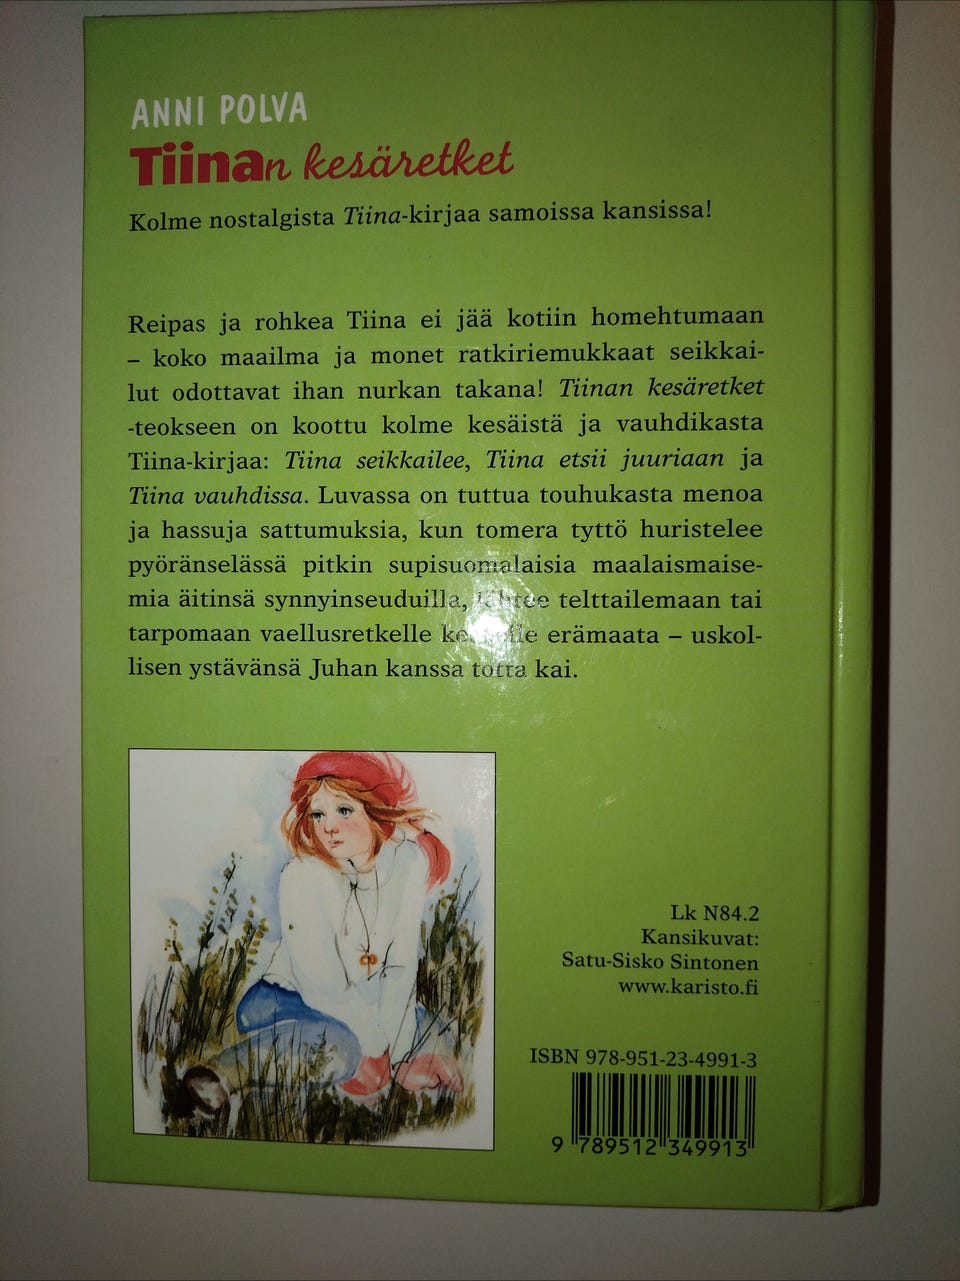 ANNI POLVA
Tiinan kesäretket
Kolme nostalgista Tiina-kirjaa samoissa kansissa!
Reipas ja rohkea Tiina ei jää kotiin homehtumaan
– koko maailma ja monet ratkiriemukkaat seikkai-
lut odottavat ihan nurkan takana! Tiinan kesäretket
-teokseen on koottu kolme kesäistä ja vauhdikasta
Tiina-kirjaa: Tiina seikkailee, Tiina etsii juuriaan ja
Tiina vauhdissa. Luvassa on tuttua touhukasta menoa
ja hassuja sattumuksia, kun tomera tyttö huristelee
pyöränselässä pitkin supisuomalaisia maalaismaise-
mia äitinsä synnyinseuduilla, lähtee telttailemaan tai
tarpomaan vaellusretkelle keskelle erämaata – uskol-
lisen ystävänsä Juhan kanssa totta kai.
Lk N84.2
Kansikuvat:
Satu-Sisko Sintonen
www.karisto.fi
ISBN 978-951-23-4991-3
9 789512 349913